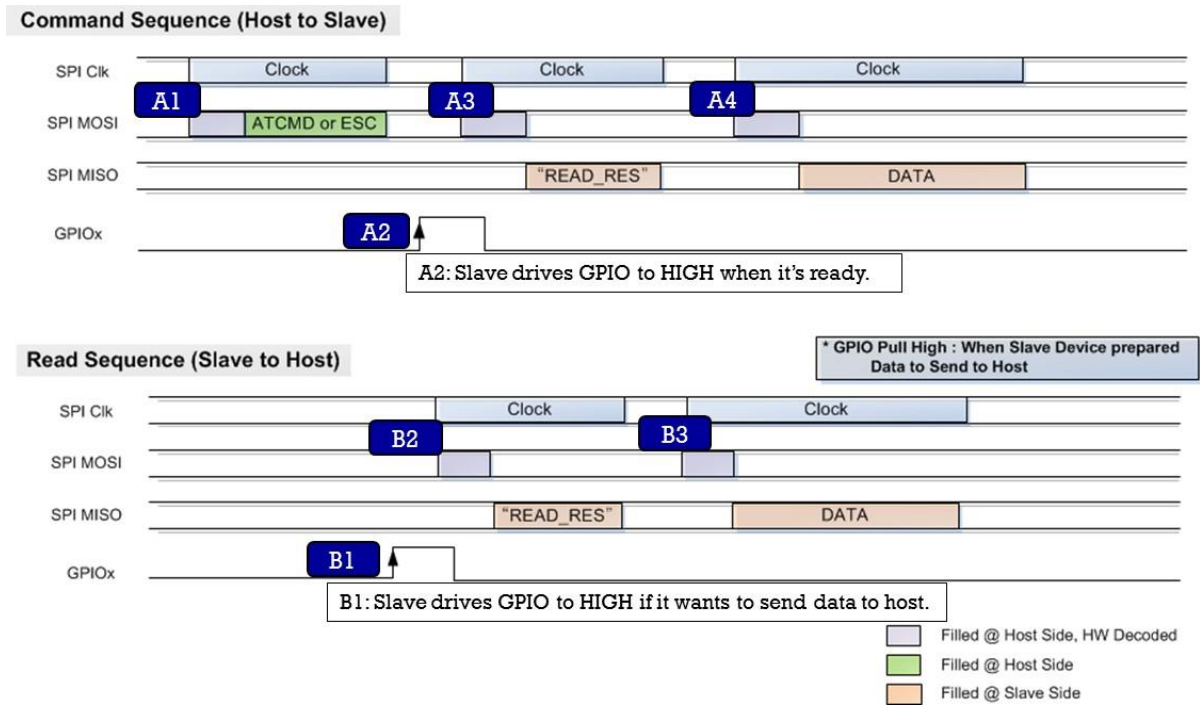 Command Sequence (Host to Slave)
SPI Clk
Clock
Clock
Clock
A1
A3
A4
SPI MOSI
ATCMD or ESC
SPI MISO
“READ_RES”
DATA
GPIOx
A2
A2: Slave drives GPIO to HIGH when it’s ready.
Read Sequence (Slave to Host)
* GPIO Pull High : When Slave Device prepared
Data to Send to Host
SPI Clk
Clock
Clock
B2
B3
SPI MOSI
SPI MISO
“READ_RES”
DATA
GPIOx
B1
B1: Slave drives GPIO to HIGH if it wants to send data to host.
Filled @ Host Side, HW Decoded
Filled @ Host Side
Filled @ Slave Side